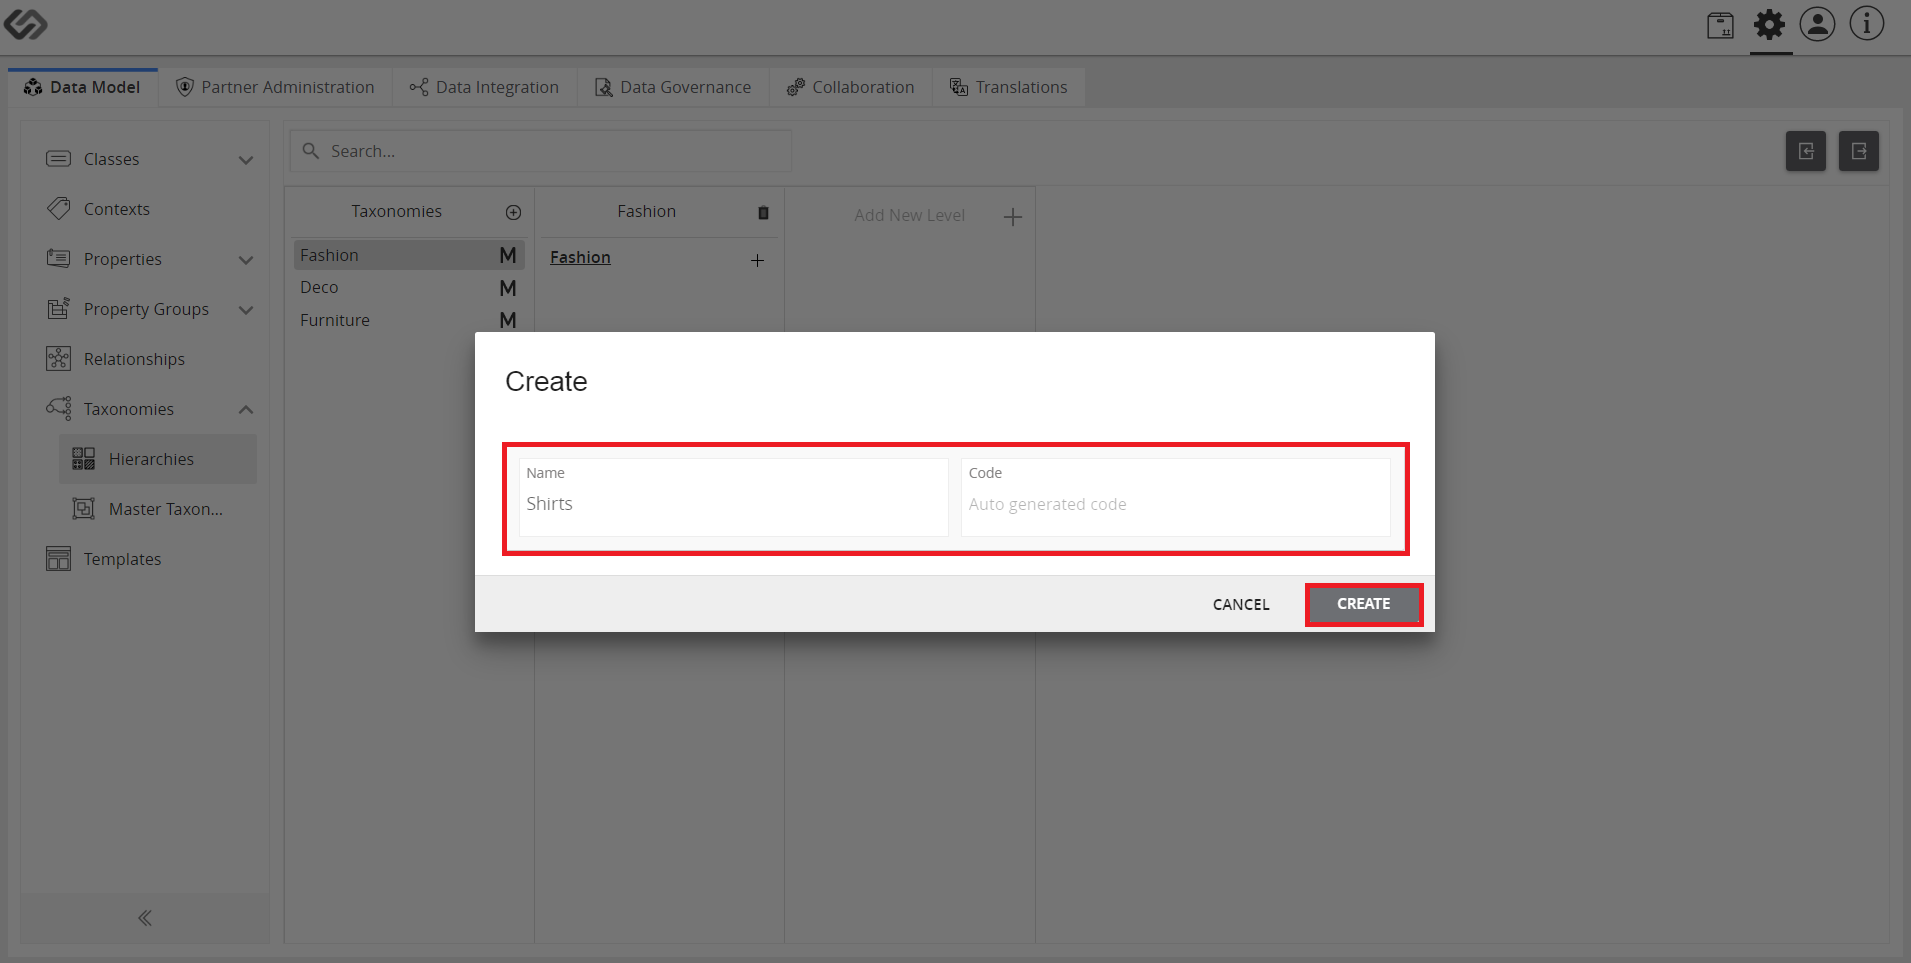 Data Model
Partner Administration
Data Integration
Data Governance
Collaboration
Translations
Classes
Contexts
Properties
Property Groups
Relationships
Taxonomies
Hierarchies
Master Taxon...
Templates
Search...
Taxonomies
Fashion M
Deco M
Furniture M
Fashion
Fashion
Add New Level
Create
Name
Shirts
Code
Auto generated code
CANCEL
CREATE